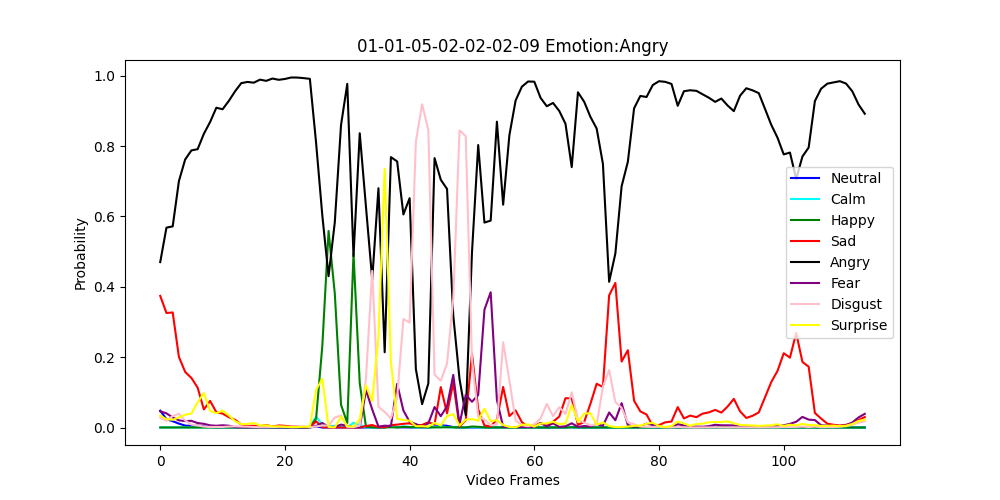 01-01-05-02-02-02-09 Emotion:Angry
Probability
1.0
0.8
0.6
0.4
0.2
0.0
0
20
40
60
80
100
Video Frames
Neutral
Calm
Happy
Sad
Angry
Fear
Disgust
Surprise